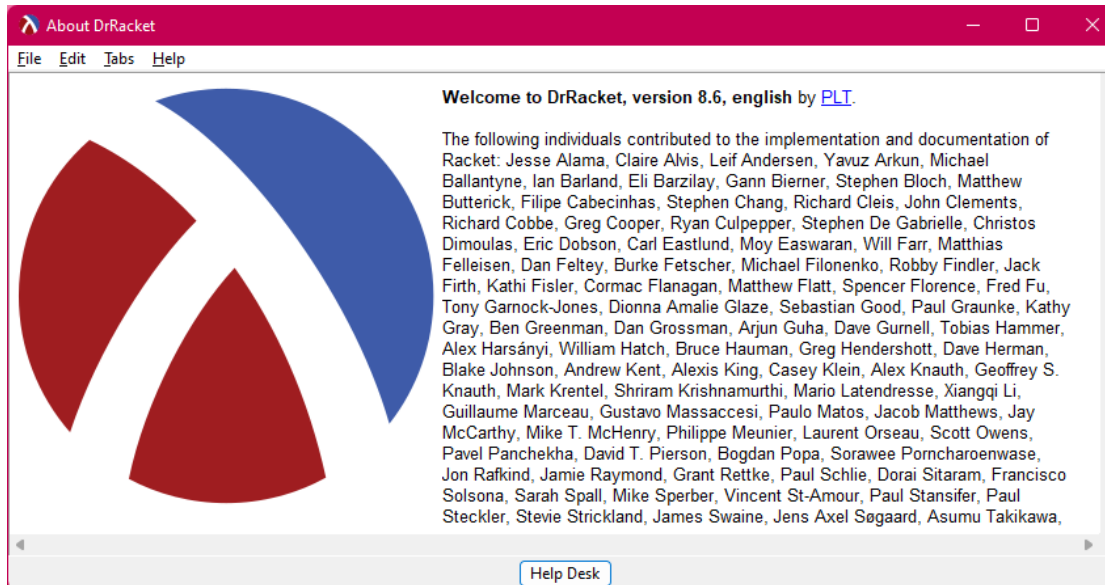 About DrRacket
File Edit Tabs Help
Welcome to DrRacket, version 8.6, english by PLT.
The following individuals contributed to the implementation and documentation of
Racket: Jesse Alama, Claire Alvis, Leif Andersen, Yavuz Arkun, Michael
Ballantyne, Ian Barland, Eli Barzilay, Gann Bierner, Stephen Bloch, Matthew
Butterick, Filipe Cabecinhas, Stephen Chang, Richard Cleis, John Clements,
Richard Cobbe, Greg Cooper, Ryan Culpepper, Stephen De Gabrielle, Christos
Dimoulas, Eric Dobson, Carl Eastlund, Moy Easwaran, Will Farr, Matthias
Felleisen, Dan Feltey, Burke Fetscher, Michael Filonenko, Robby Findler, Jack
Firth, Kathi Fisler, Cormac Flanagan, Matthew Flatt, Spencer Florence, Fred Fu,
Tony Garnock-Jones, Dionna Amalie Glaze, Sebastian Good, Paul Graunke, Kathy
Gray, Ben Greenman, Dan Grossman, Arjun Guha, Dave Gurnell, Tobias Hammer,
Alex Harsányi, William Hatch, Bruce Hauman, Greg Hendershott, Dave Herman,
Blake Johnson, Andrew Kent, Alexis King, Casey Klein, Alex Knauth, Geoffrey S.
Knauth, Mark Krentel, Shriram Krishnamurthi, Mario Latendresse, Xiangqi Li,
Guillaume Marceau, Gustavo Massaccesi, Paulo Matos, Jacob Matthews, Jay
McCarthy, Mike T. McHenry, Philippe Meunier, Laurent Orseau, Scott Owens,
Pavel Panchekha, David T. Pierson, Bogdan Popa, Sorawee Porncharoenwase,
Jon Rafkind, Jamie Raymond, Grant Rettke, Paul Schlie, Dorai Sitaram, Francisco
Solsona, Sarah Spall, Mike Sperber, Vincent St-Amour, Paul Stansifer, Paul
Steckler, Stevie Strickland, James Swaine, Jens Axel Søgaard, Asumu Takikawa,
Help Desk